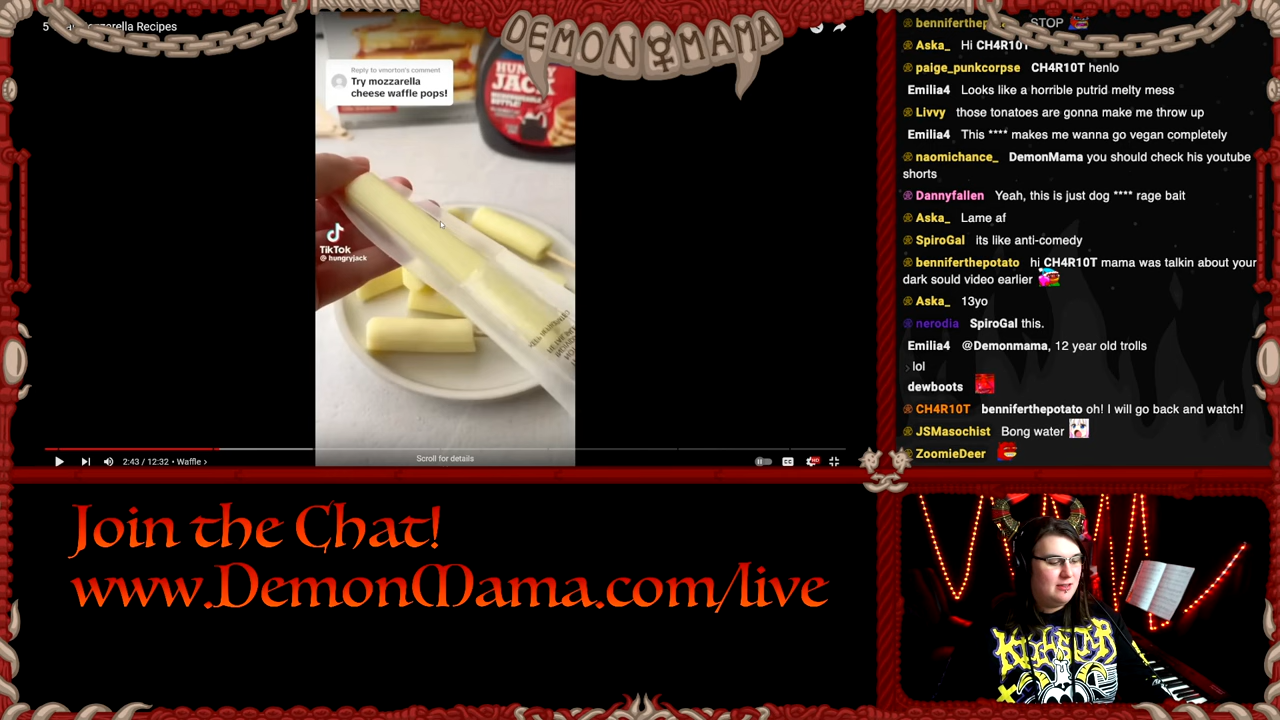 DEMON MAMA
5
Mozzarella Recipes
Reply to vmorton's comment
Try mozzarella
cheese waffle pops!
HUNGRY
JACK
TikTok
@ hungryjack
Scroll for details
2:43 / 12:32 • Waffle ›
CC
HD
STOP
Aska_ Hi CH4R10T
paige_punkcorpse CH4R10T henlo
Emilia4 Looks like a horrible putrid melty mess
Livvy those tonatoes are gonna make me throw up
Emilia4 This **** makes me wanna go vegan completely
naomichance_ DemonMama you should check his youtube
shorts
Dannyfallen Yeah, this is just dog **** rage bait
Aska_ Lame af
SpiroGal its like anti-comedy
benniferthepotato hi CH4R10T mama was talkin about your
dark sould video earlier
Aska_ 13yo
nerodia SpiroGal this.
Emilia4 @Demonmama, 12 year old trolls
› lol
dewboots
CH4R10T benniferthepotato oh! I will go back and watch!
JSMasochist Bong water
ZoomieDeer
Join the Chat!
www.DemonMama.com/live